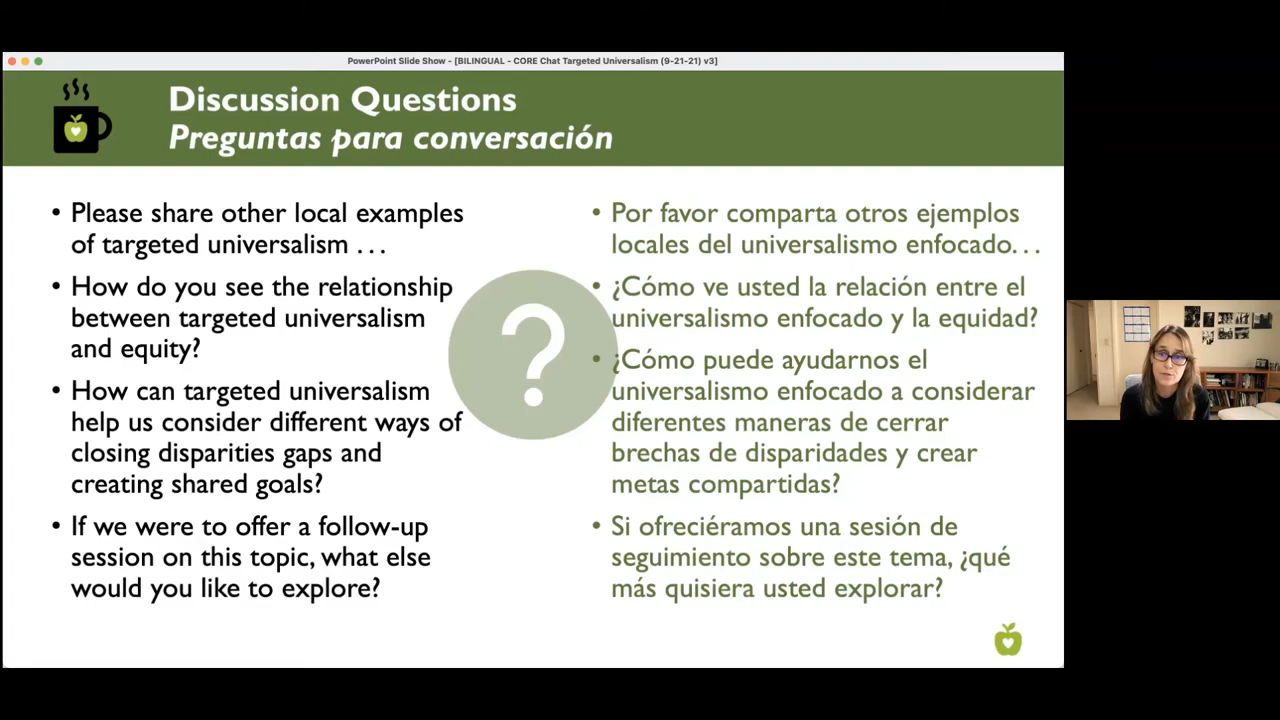 PowerPoint Slide Show - [BILINGUAL - CORE Chat Targeted Universalism (9-21-21) v3]
Discussion Questions
Preguntas para conversación
• Please share other local examples
of targeted universalism . . .
• How do you see the relationship
between targeted universalism
and equity?
• How can targeted universalism
help us consider different ways of
closing disparities gaps and
creating shared goals?
• If we were to offer a follow-up
session on this topic, what else
would you like to explore?
?
• Por favor comparta otros ejemplos
locales del universalismo enfocado. . .
• ¿Cómo ve usted la relación entre el
universalismo enfocado y la equidad?
• ¿Cómo puede ayudarnos el
universalismo enfocado a considerar
diferentes maneras de cerrar
brechas de disparidades y crear
metas compartidas?
• Si ofreciéramos una sesión de
seguimiento sobre este tema, ¿qué
más quisiera usted explorar?